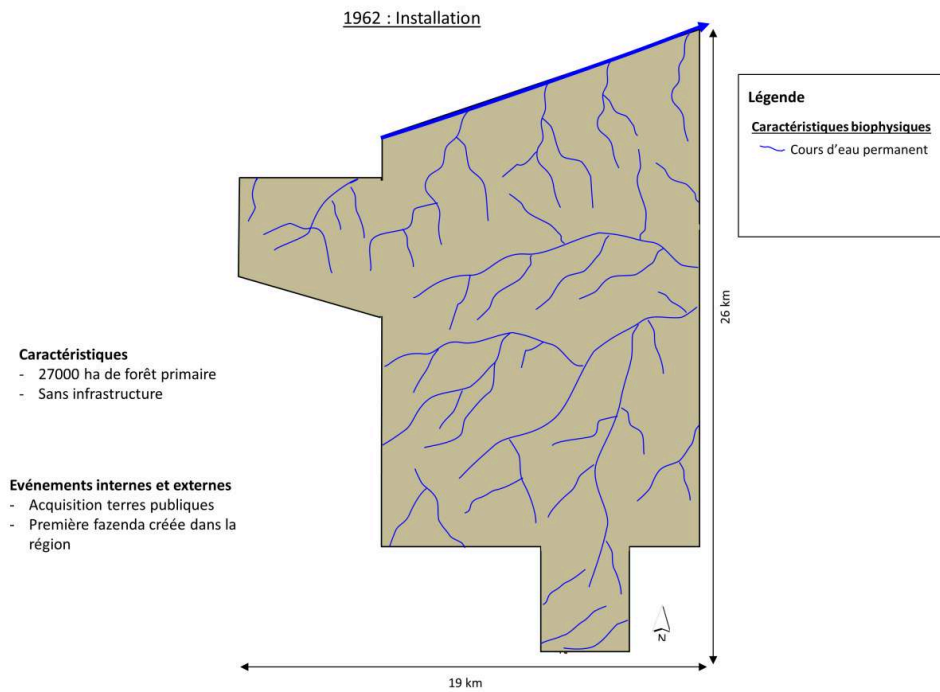 1962 : Installation
Légende
Caractéristiques biophysiques
Cours d'eau permanent
26 km
Caractéristiques
- 27000 ha de forêt primaire
- Sans infrastructure
Evénements internes et externes
- Acquisition terres publiques
- Première fazenda créée dans la
région
N
19 km